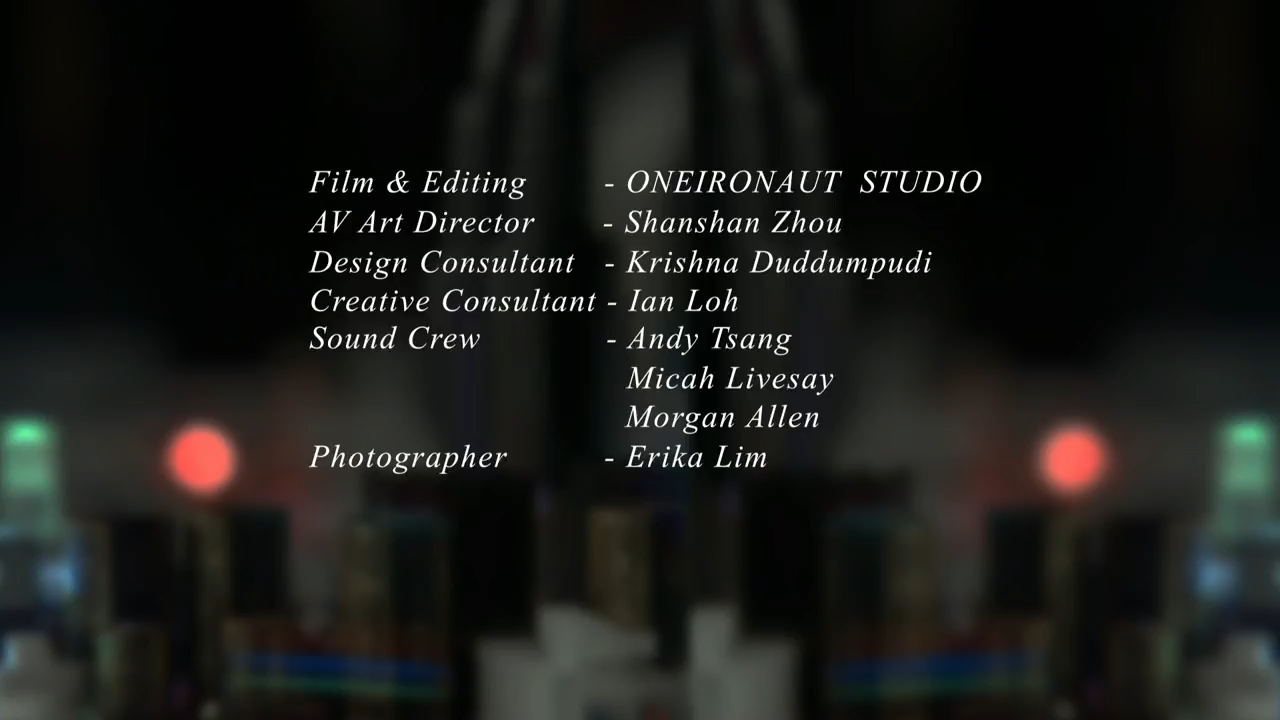 Film & Editing - ONEIRONAUT STUDIO
AV Art Director - Shanshan Zhou
Design Consultant - Krishna Duddumpudi
Creative Consultant - Ian Loh
Sound Crew - Andy Tsang
Micah Livesay
Morgan Allen
Photographer - Erika Lim